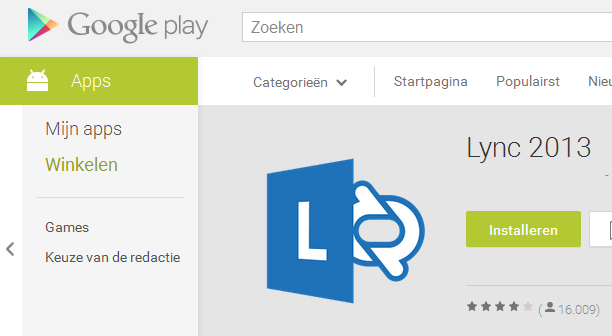 Google play
Zoeken
Apps
Categorieën
Startpagina
Populairst
Nieu
Mijn apps
Winkelen
Games
Keuze van de redactie
L
Lync 2013
-
Installeren
( 16.009)